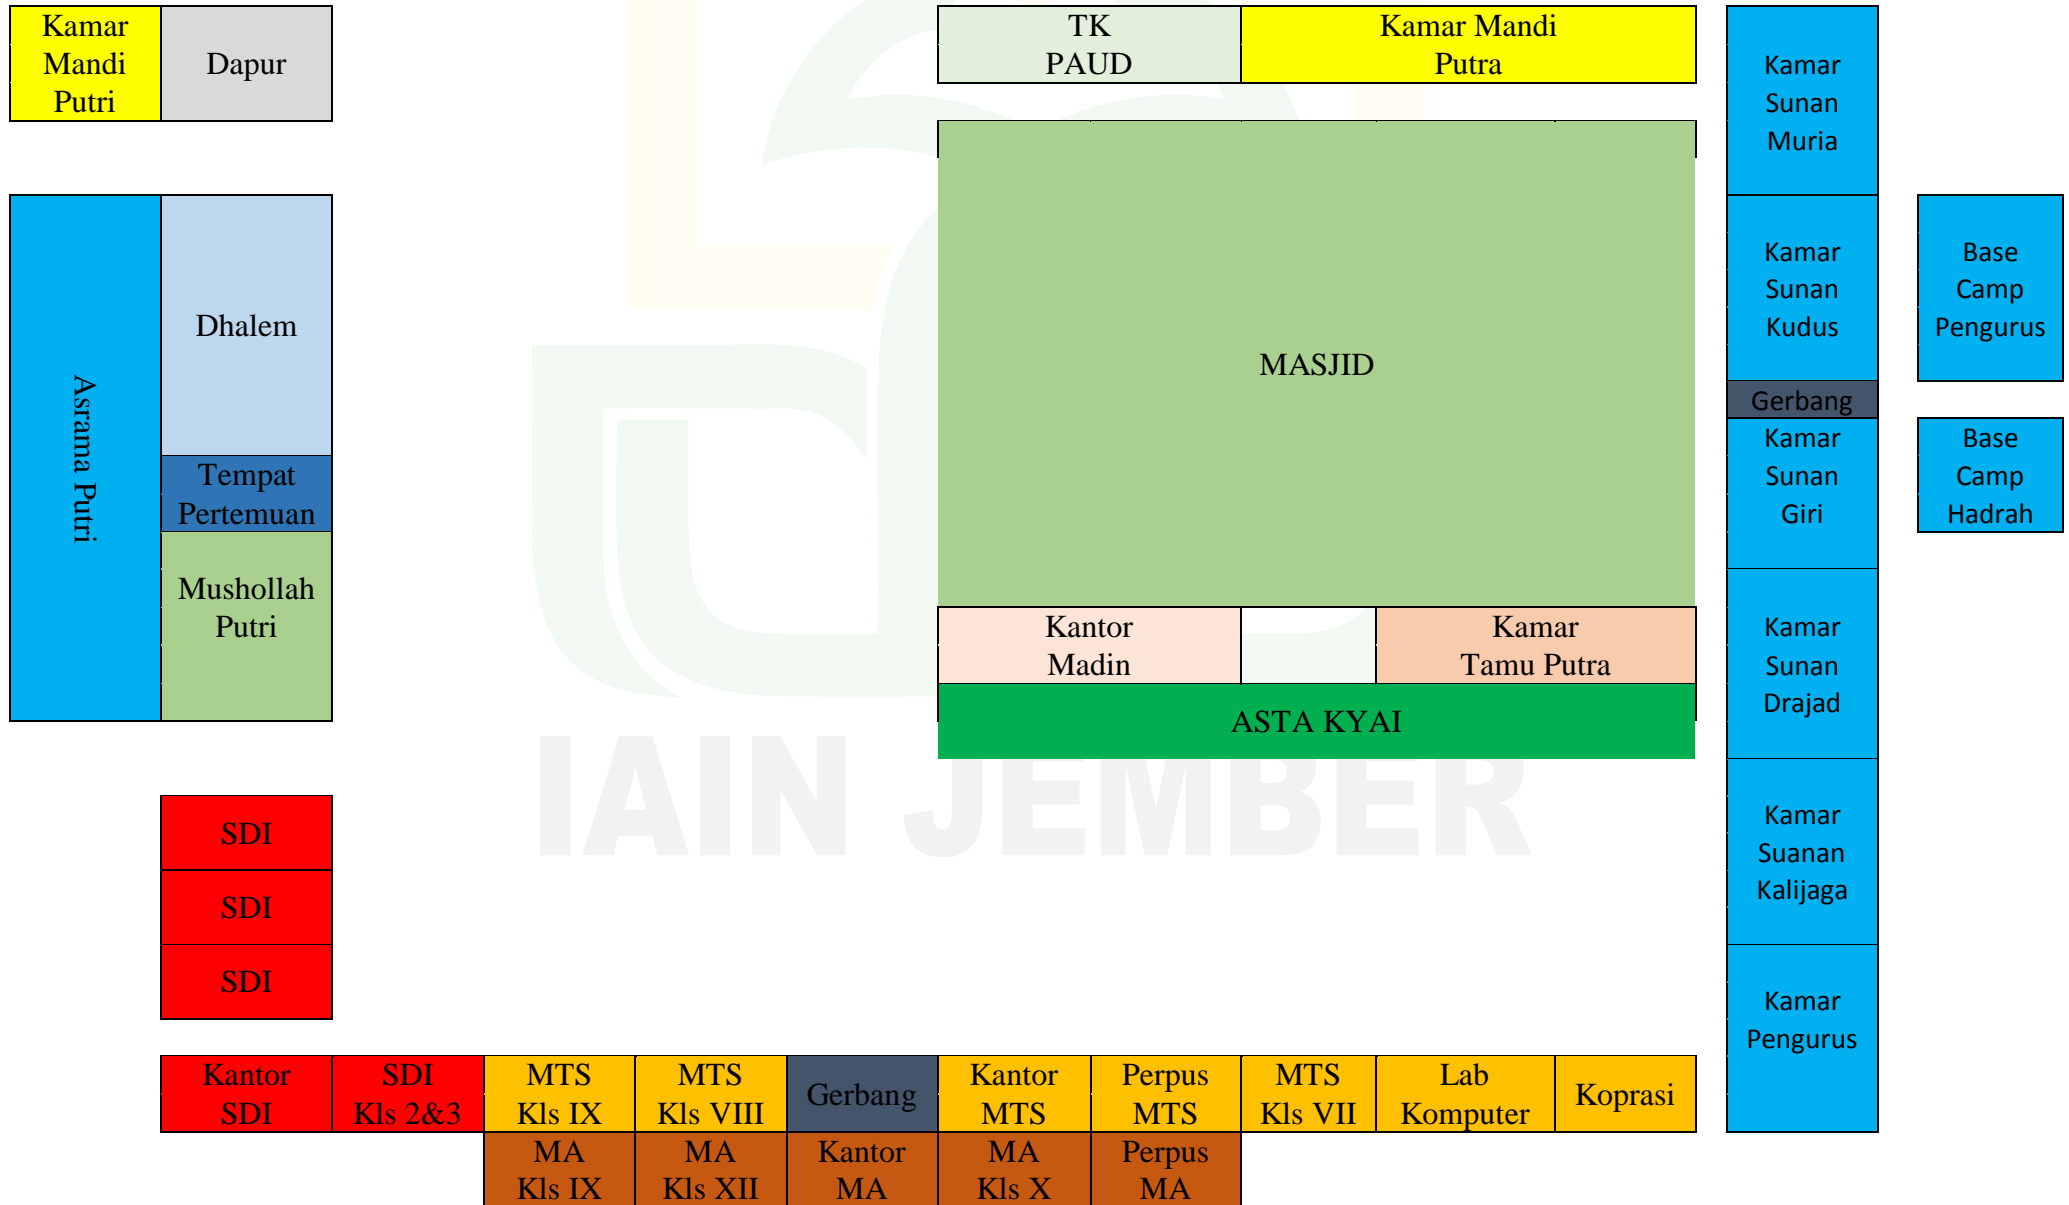 Kamar
Mandi
Putri
Dapur
TK
PAUD
Kamar Mandi
Putra
Kamar
Sunan
Muria
Asrama Putri
Dhalem
Tempat
Pertemuan
Mushollah
Putri
MASJID
Kantor
Madin
Kamar
Tamu Putra
ASTA KYAI
Kamar
Sunan
Kudus
Gerbang
Kamar
Sunan
Giri
Kamar
Sunan
Drajad
Kamar
Suanan
Kalijaga
Kamar
Pengurus
Base
Camp
Pengurus
Base
Camp
Hadrah
IAIN JEMBER
SDI
SDI
SDI
Kantor
SDI
SDI
Kls 2&3
MTS
Kls IX
MTS
Kls VIII
Gerbang
Kantor
MTS
Perpus
MTS
MTS
Kls VII
Lab
Komputer
Koprasi
MA
Kls IX
MA
Kls XII
Kantor
MA
MA
Kls X
Perpus
MA